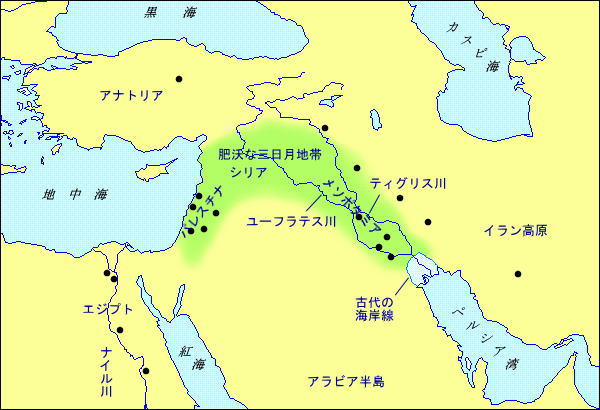 黒海
カスピ海
アナトリア
肥沃な三日月地帯
シリア
地中海
パレスチナ
メソポタミア
ティグリス川
ユーフラテス川
イラン高原
古代の
海岸線
エジプト
ナイル川
紅海
ペルシア湾
アラビア半島